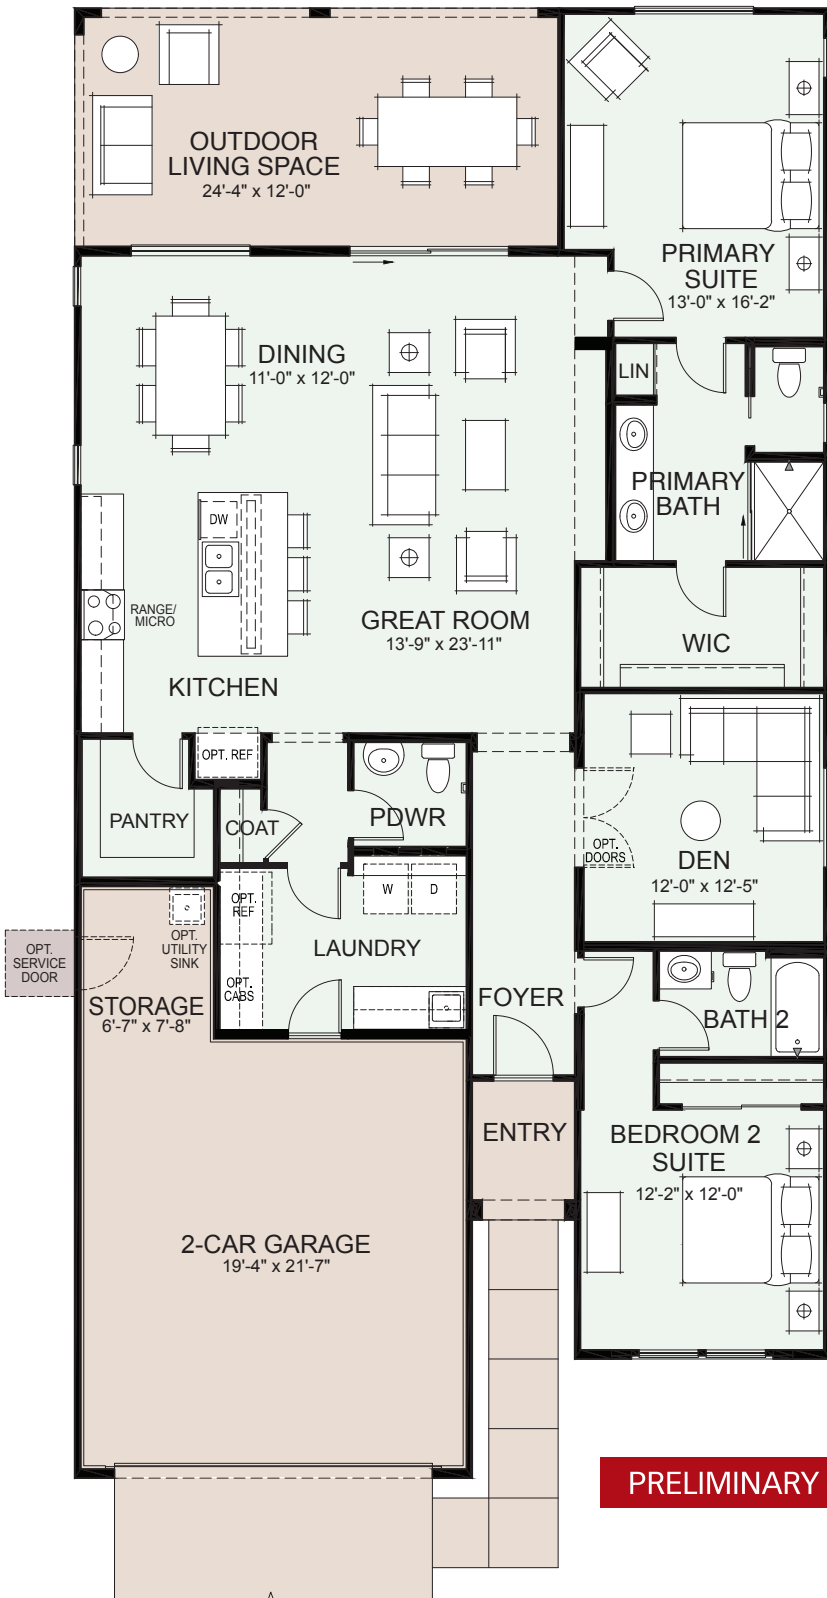 OUTDOOR
LIVING SPACE
24'-4" x 12'-0"
PRIMARY
SUITE
13'-0" x 16'-2"
DINING
11'-0" x 12'-0"
LIN
PRIMARY
BATH
DW
RANGE/
MICRO
GREAT ROOM
13'-9" x 23'-11"
WIC
KITCHEN
OPT. REF
PANTRY
COAT
PDWR
OPT.
DOORS
DEN
12'-0" x 12'-5"
W
D
OPT.
REF
OPT.
UTILITY
SINK
OPT.
SERVICE
DOOR
LAUNDRY
OPT.
CABS
STORAGE
6'-7" x 7'-8"
FOYER
BATH 2
ENTRY
BEDROOM 2
SUITE
12'-2" x 12'-0"
2-CAR GARAGE
19'-4" x 21'-7"
PRELIMINARY